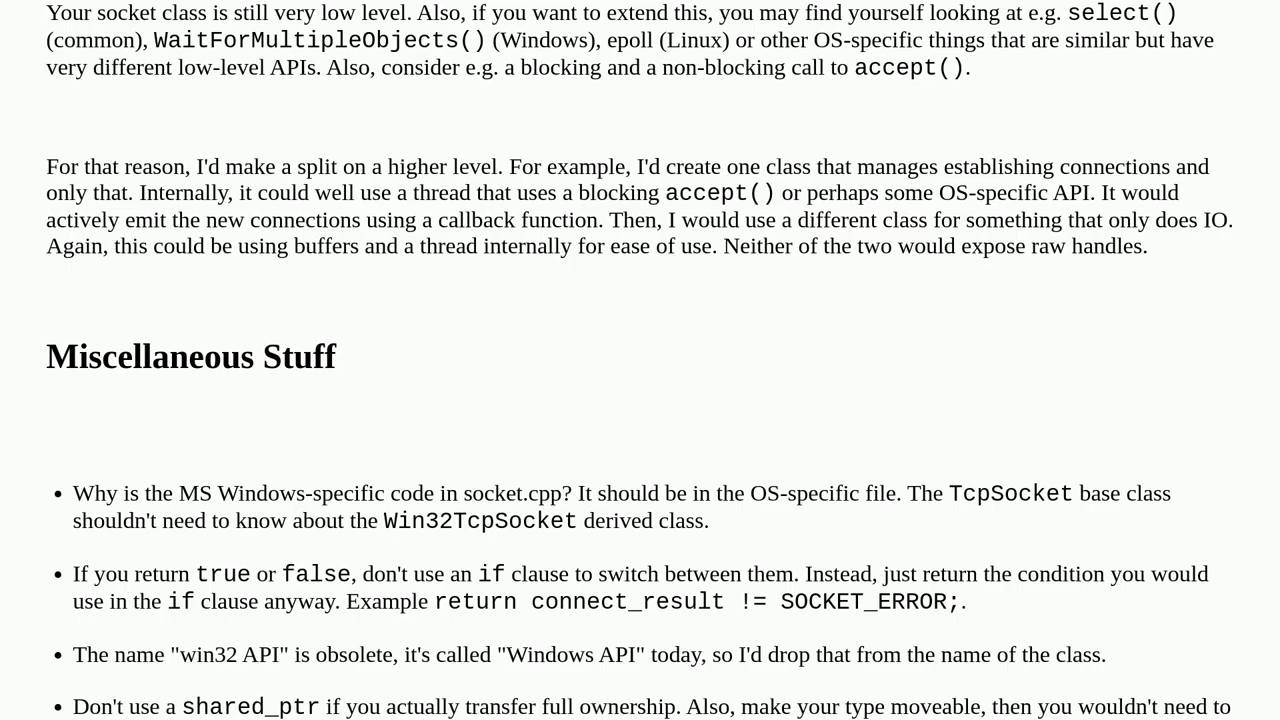 Your socket class is still very low level. Also, if you want to extend this, you may find yourself looking at e.g. select()
(common), WaitForMultipleObjects() (Windows), epoll (Linux) or other OS-specific things that are similar but have
very different low-level APIs. Also, consider e.g. a blocking and a non-blocking call to accept().
For that reason, I'd make a split on a higher level. For example, I'd create one class that manages establishing connections and
only that. Internally, it could well use a thread that uses a blocking accept() or perhaps some OS-specific API. It would
actively emit the new connections using a callback function. Then, I would use a different class for something that only does IO.
Again, this could be using buffers and a thread internally for ease of use. Neither of the two would expose raw handles.
Miscellaneous Stuff
• Why is the MS Windows-specific code in socket.cpp? It should be in the OS-specific file. The TcpSocket base class
shouldn't need to know about the Win32TcpSocket derived class.
• If you return true or false, don't use an if clause to switch between them. Instead, just return the condition you would
use in the if clause anyway. Example return connect_result != SOCKET_ERROR;.
• The name "win32 API" is obsolete, it's called "Windows API" today, so I'd drop that from the name of the class.
• Don't use a shared_ptr if you actually transfer full ownership. Also, make your type moveable, then you wouldn't need to